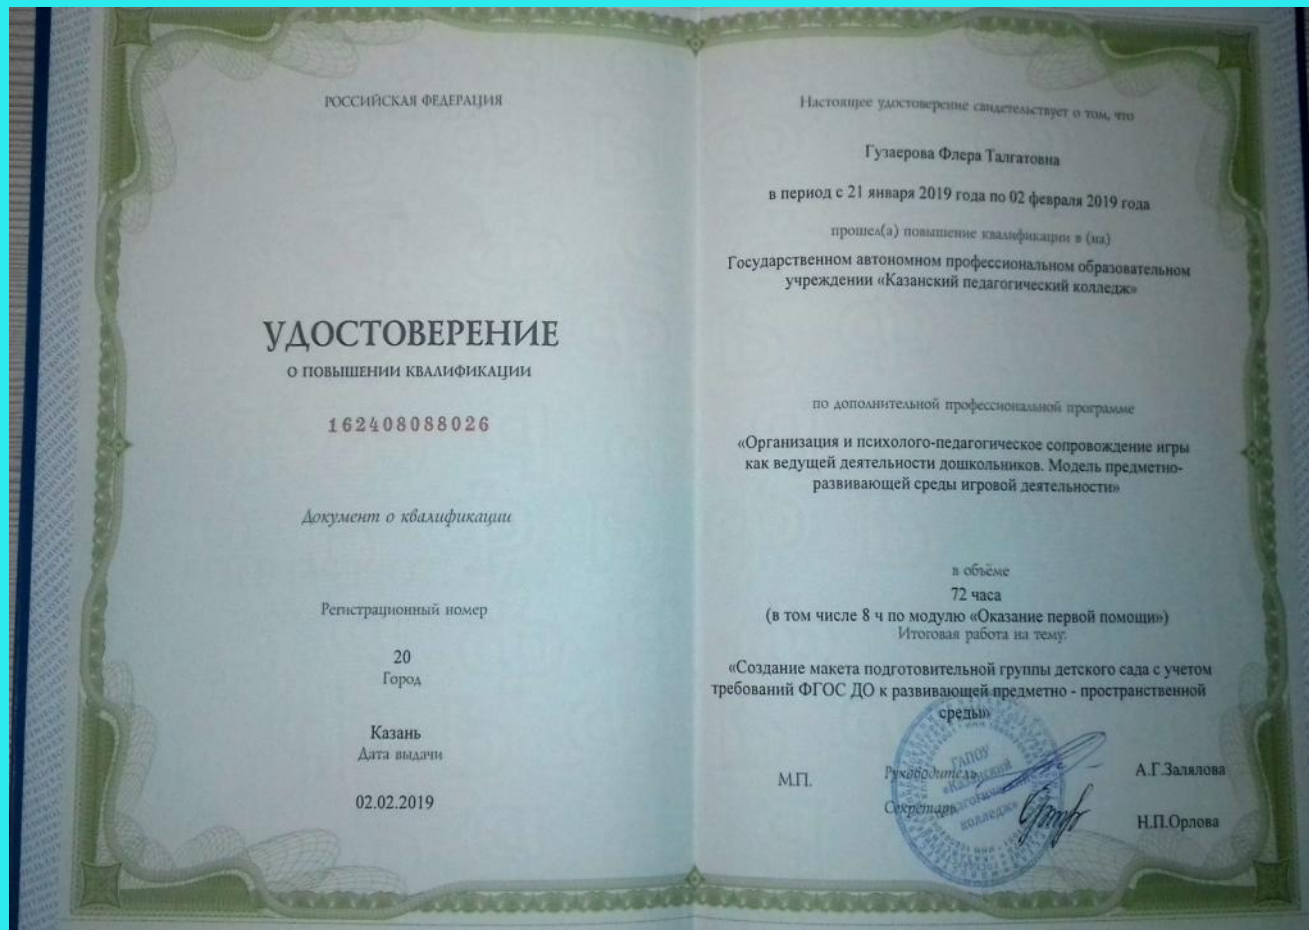 РОССИЙСКАЯ ФЕДЕРАЦИЯ
УДОСТОВЕРЕНИЕ
О ПОВЫШЕНИИ КВАЛИФИКАЦИИ
162408088026
Документ о квалификации
Регистрационный номер
20
Город
Казань
Дата выдачи
02.02.2019
Настоящее удостоверение свидетельствует о том, что
Гузаерова Флера Талгатовна
в период с 21 января 2019 года по 02 февраля 2019 года
прошел(а) повышение квалификации в (на)
Государственном автономном профессиональном образовательном
учреждении «Казанский педагогический колледж»
по дополнительной профессиональной программе
«Организация и психолого-педагогическое сопровождение игры
как ведущей деятельности дошкольников. Модель предметно-
развивающей среды игровой деятельности»
в объёме
72 часа
(в том числе 8 ч по модулю «Оказание первой помощи»)
Итоговая работа на тему:
«Создание макета подготовительной группы детского сада с учетом
требований ФГОС ДО к развивающей предметно - пространственной
среды»
М.П.
Руководитель
А.Г.Залялова
Секретарь
Н.П.Орлова
ГАПОУ
«Казанский
педагогический
колледж»